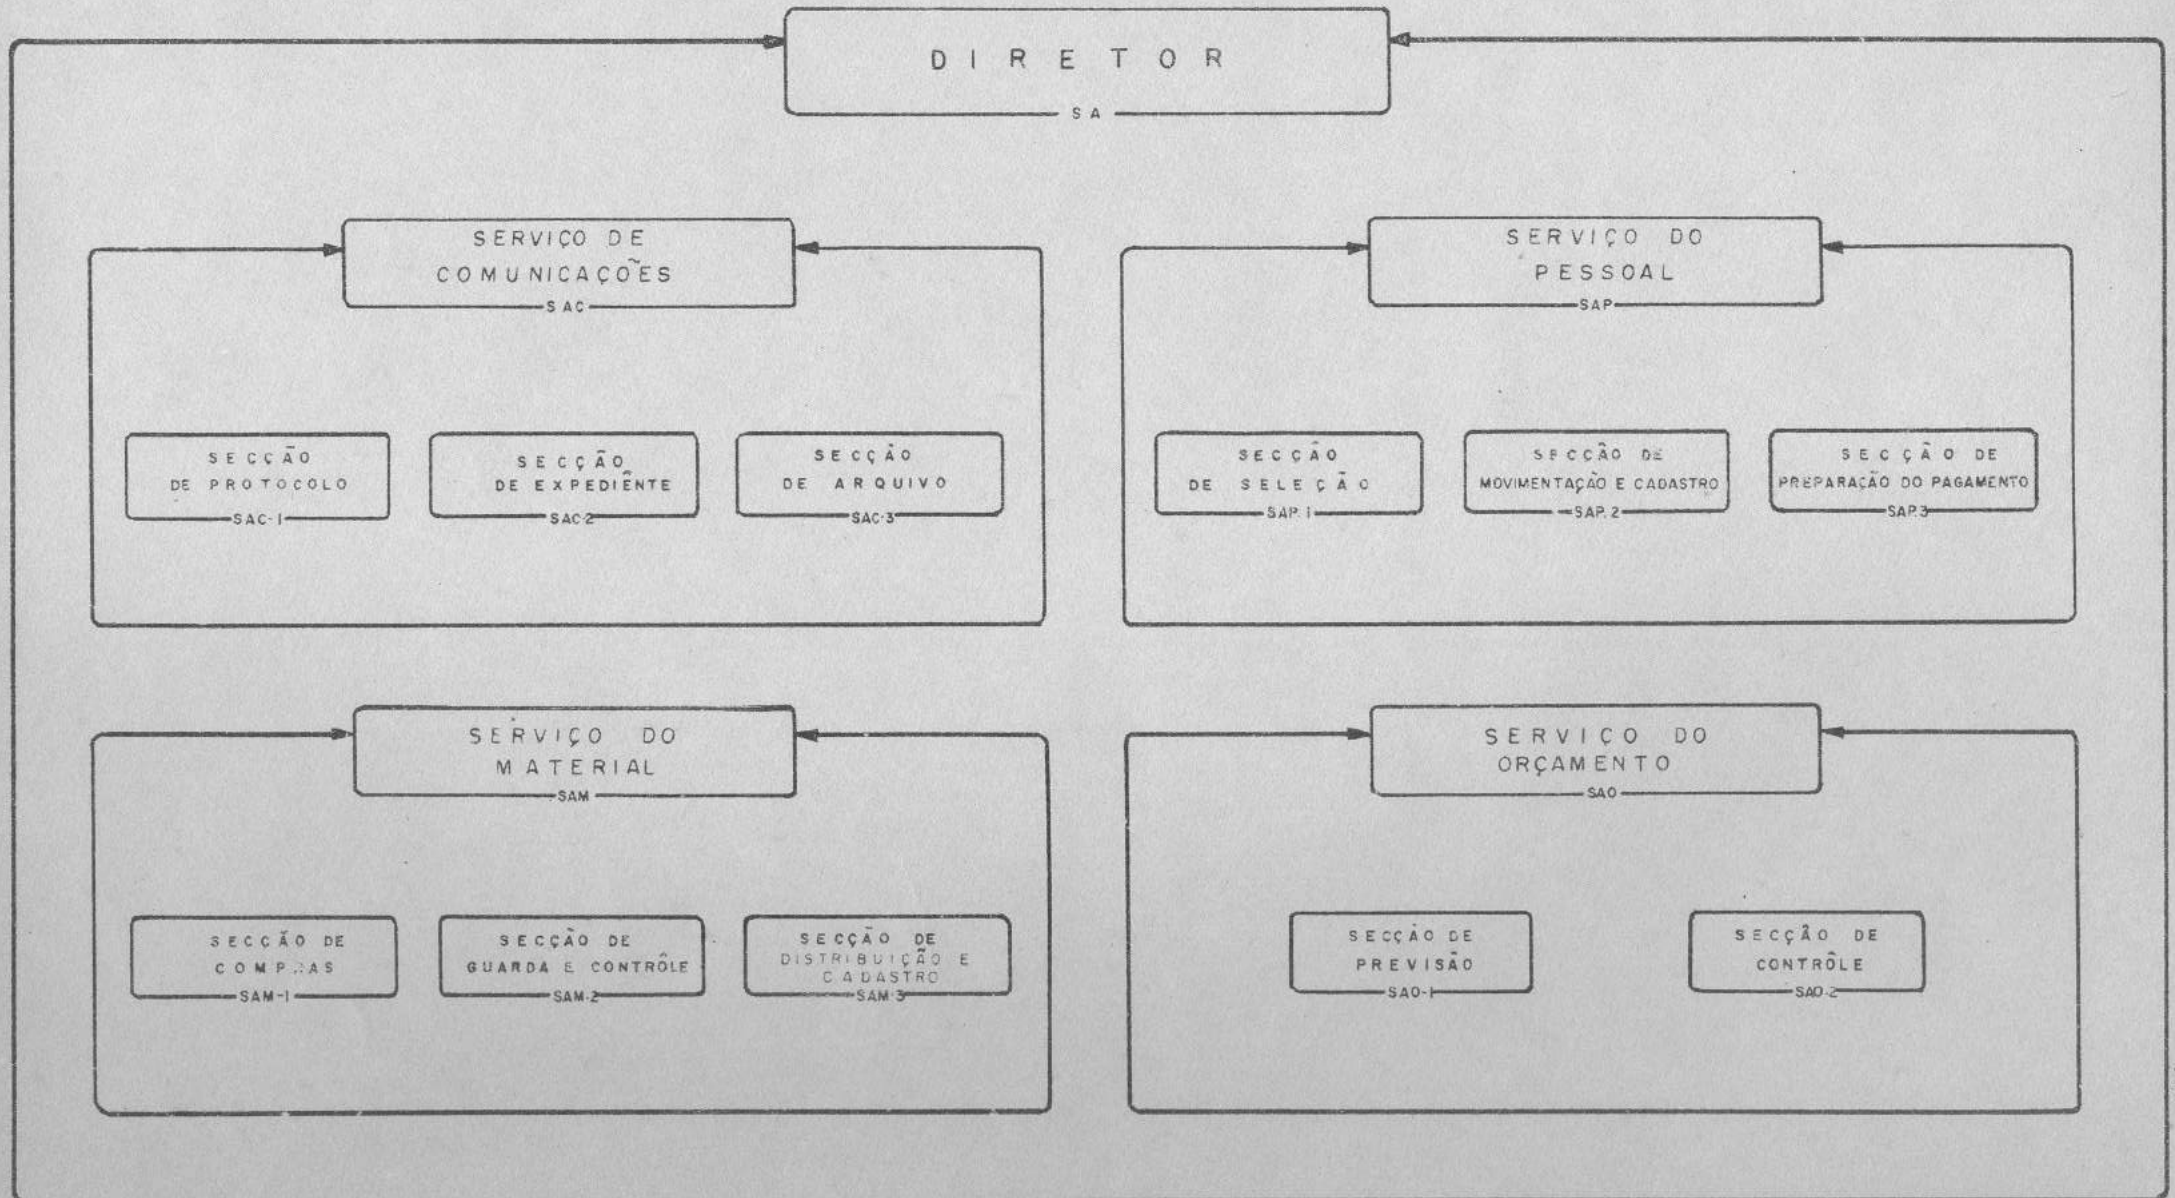 DIRETOR
SA
SERVIÇO DE
COMUNICAÇÕES
SAC
SERVIÇO DO
PESSOAL
SAP
SECÇÃO
DE PROTOCOLO
SAC-1
SECÇÃO
DE EXPEDIÊNTE
SAC-2
SECÇÃO
DE ARQUIVO
SAC-3
SECÇÃO
DE SELEÇÃO
SAP.1
SECÇÃO DE
MOVIMENTAÇÃO E CADASTRO
SAP.2
SECÇÃO DE
PREPARAÇÃO DO PAGAMENTO
SAP.3
SERVIÇO DO
MATERIAL
SAM
SERVIÇO DO
ORÇAMENTO
SAO
SECÇÃO DE
COMPRAS
SAM-1
SECÇÃO DE
GUARDA E CONTRÔLE
SAM-2
SECÇÃO DE
DISTRIBUIÇÃO E
CADASTRO
SAM-3
SECÇÃO DE
PREVISÃO
SAO-1
SECÇÃO DE
CONTRÔLE
SAO-2